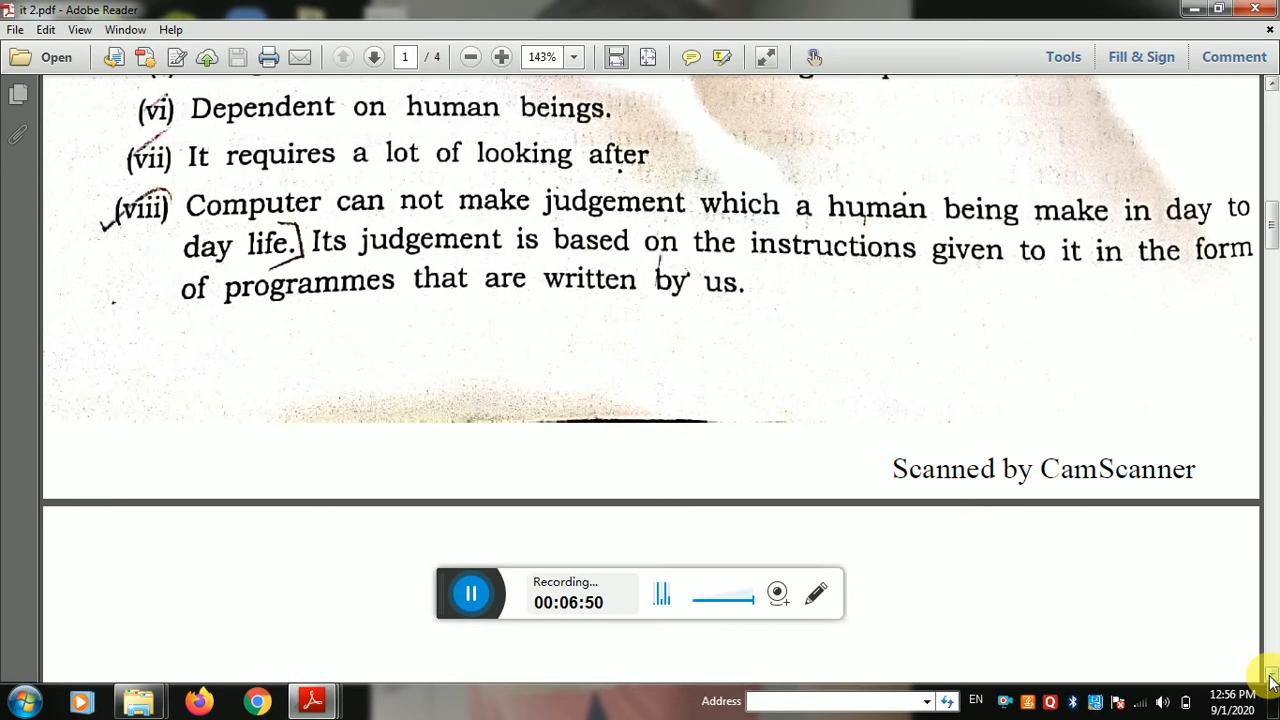 it 2.pdf - Adobe Reader
File Edit View Window Help
Open 1 / 4 143% Tools Fill & Sign Comment
(vi) Dependent on human beings.
(vii) It requires a lot of looking after
(viii) Computer can not make judgement which a human being make in day to
day life. Its judgement is based on the instructions given to it in the form
of programmes that are written by us.
Scanned by CamScanner
Recording...
00:06:50
Address EN 12:56 PM
9/1/2020